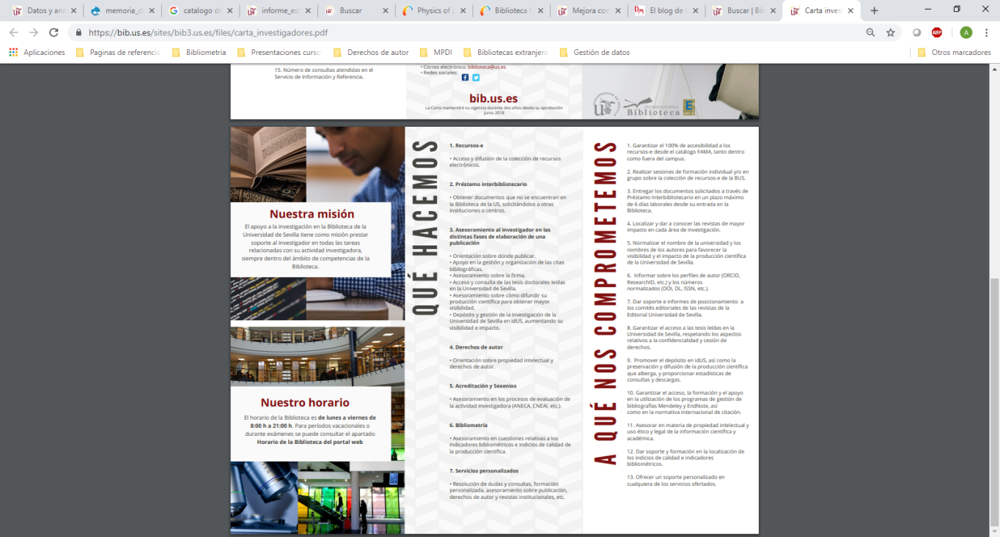 Datos y aná
memoria_d
catalogo de
informe_es
Buscar
Physics of
Biblioteca U
Mejora con
El blog de
Buscar | Bib
Carta inves
https://bib.us.es/sites/bib3.us.es/files/carta_investigadores.pdf
ABP
A
Aplicaciones
Paginas de referencia
Bibliometria
Presentaciones curso
Derechos de autor
MPDI
Bibliotecas extranjera
Gestión de datos
Otros marcadores
15. Número de consultas atendidas en el
Servicio de Información y Referencia.
• Correo electrónico: biblioteca@us.es
• Redes sociales:
bib.us.es
La Carta mantendrá su vigencia durante dos años desde su aprobación
Junio 2018
UNIVERSIDAD DE SEVILLA
Biblioteca
Nuestra misión
El apoyo a la investigación en la Biblioteca de la
Universidad de Sevilla tiene como misión prestar
soporte al investigador en todas las tareas
relacionadas con su actividad investigadora,
siempre dentro del ámbito de competencias de la
Biblioteca.
Nuestro horario
El horario de la Biblioteca es de lunes a viernes de
8:00 h a 21:00 h. Para períodos vacacionales o
durante exámenes se puede consultar el apartado
Horario de la Biblioteca del portal web
QUÉ HACEMOS
1. Recursos-e
• Acceso y difusión de la colección de recursos
electrónicos.
2. Préstamo interbibliotecario
• Obtener documentos que no se encuentran en
la Biblioteca de la US, solicitándolos a otras
instituciones o centros.
3. Asesoramiento al investigador en las
distintas fases de elaboración de una
publicación
• Orientación sobre dónde publicar.
• Apoyo en la gestión y organización de las citas
bibliográficas.
• Asesoramiento sobre la firma.
• Acceso y consulta de las tesis doctorales leídas
en la Universidad de Sevilla.
• Asesoramiento sobre cómo difundir su
producción científica para obtener mayor
visibilidad.
• Depósito y gestión de la investigación de la
Universidad de Sevilla en idUS, aumentando su
visibilidad e impacto.
4. Derechos de autor
• Orientación sobre propiedad intelectual y
derechos de autor.
5. Acreditación y Sexenios
• Asesoramiento en los procesos de evaluación de
la actividad investigadora (ANECA, CNEAI, etc.).
6. Bibliometría
• Asesoramiento en cuestiones relativas a los
indicadores bibliométricos e indicios de calidad de
la producción científica.
7. Servicios personalizados
• Resolución de dudas y consultas, formación
personalizada, asesoramiento sobre publicación,
derechos de autor y revistas institucionales, etc.
A QUÉ NOS COMPROMETEMOS
1. Garantizar el 100% de accesibilidad a los
recursos-e desde el catálogo FAMA, tanto dentro
como fuera del campus.
2. Realizar sesiones de formación individual y/o en
grupo sobre la colección de recursos-e de la BUS.
3. Entregar los documentos solicitados a través de
Préstamo Interbibliotecario en un plazo máximo
de 6 días laborales desde su entrada en la
Biblioteca.
4. Localizar y dar a conocer las revistas de mayor
impacto en cada área de investigación.
5. Normalizar el nombre de la universidad y los
nombres de los autores para favorecer la
visibilidad y el impacto de la producción científica
de la Universidad de Sevilla.
6. Informar sobre los perfiles de autor (ORCID,
ResearchID, etc.) y los números
normalizados (DOI, DL, ISSN, etc.).
7. Dar soporte e informes de posicionamiento a
los comités editoriales de las revistas de la
Editorial Universidad de Sevilla.
8. Garantizar el acceso a las tesis leídas en la
Universidad de Sevilla, respetando los aspectos
relativos a la confidencialidad y cesión de
derechos.
9. Promover el depósito en idUS, así como la
preservación y difusión de la producción científica
que alberga, y proporcionar estadísticas de
consultas y descargas.
10. Garantizar el acceso, la formación y el apoyo
en la utilización de los programas de gestión de
bibliografías Mendeley y EndNote, así
como en la normativa internacional de citación.
11. Asesorar en materia de propiedad intelectual y
uso ético y legal de la información científica y
académica.
12. Dar soporte y formación en la localización de
los indicios de calidad e indicadores
bibliométricos.
13. Ofrecer un soporte personalizado en
cualquiera de los servicios ofertados.